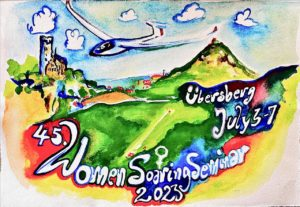 Übersberg
July 3-7
45.
Women Soaring Seminar
2023